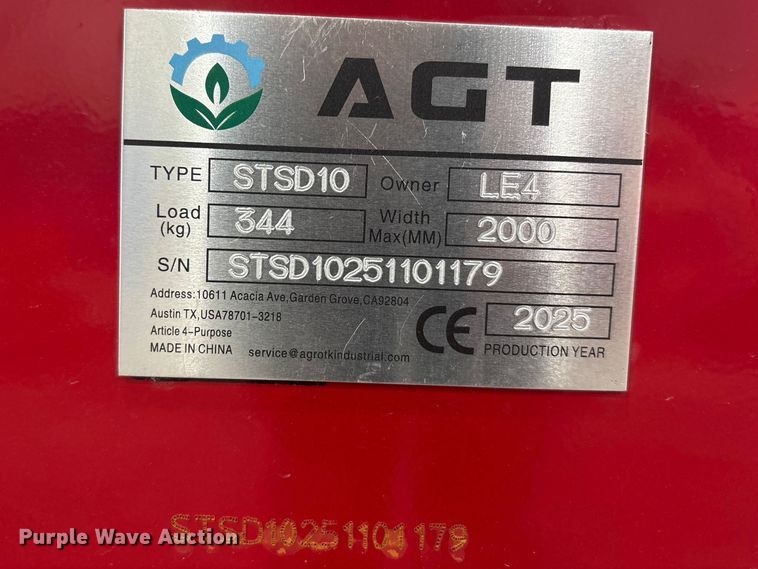 AGT
TYPE STSD10 Owner LE4
Load (kg) 344 Width Max(MM) 2000
S/N STSD10251101179
Address:10611 Acacia Ave,Garden Grove,CA92804
Austin TX,USA78701-3218
Article 4-Purpose
MADE IN CHINA service@agrotkindustrial.com
CE 2025
PRODUCTION YEAR
STSD10251101179
Purple Wave Auction